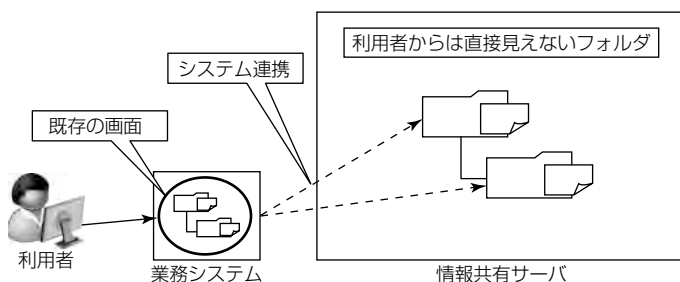 利用者からは直接見えないフォルダ
システム連携
既存の画面
利用者
業務システム
情報共有サーバ